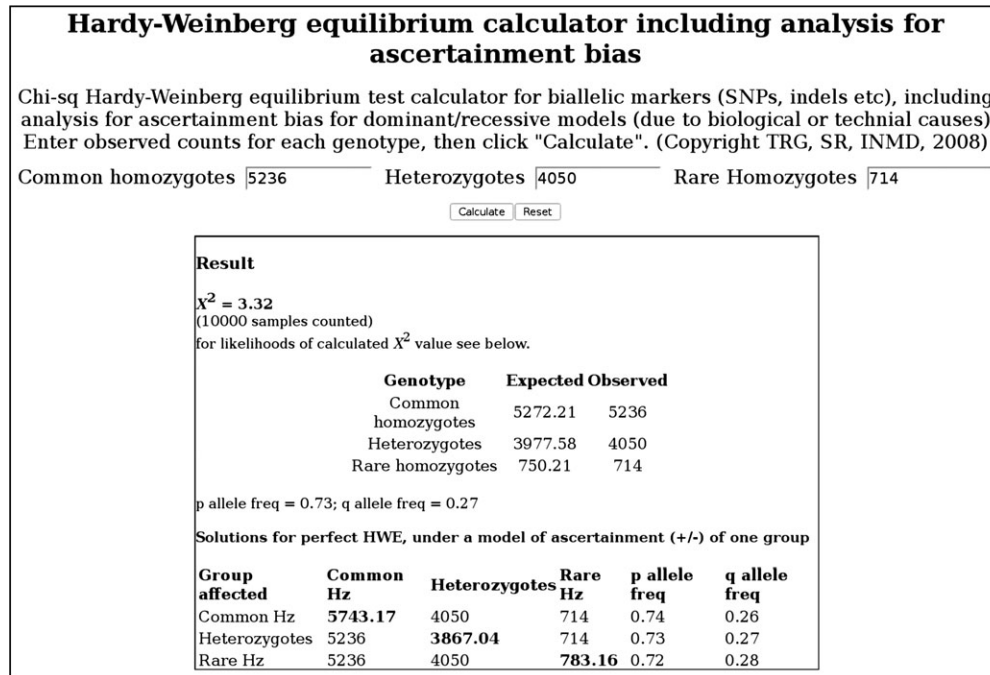 Hardy-Weinberg equilibrium calculator including analysis for
ascertainment bias
Chi-sq Hardy-Weinberg equilibrium test calculator for biallelic markers (SNPs, indels etc), including
analysis for ascertainment bias for dominant/recessive models (due to biological or technial causes)
Enter observed counts for each genotype, then click "Calculate". (Copyright TRG, SR, INMD, 2008)
Common homozygotes 5236 Heterozygotes 4050 Rare Homozygotes 714
Calculate Reset
Result
X² = 3.32
(10000 samples counted)
for likelihoods of calculated X² value see below.
Genotype Expected Observed
Common
homozygotes 5272.21 5236
Heterozygotes 3977.58 4050
Rare homozygotes 750.21 714
p allele freq = 0.73; q allele freq = 0.27
Solutions for perfect HWE, under a model of ascertainment (+/-) of one group
Group affected Common Hz Heterozygotes Rare Hz p allele freq q allele freq
Common Hz 5743.17 4050 714 0.74 0.26
Heterozygotes 5236 3867.04 714 0.73 0.27
Rare Hz 5236 4050 783.16 0.72 0.28